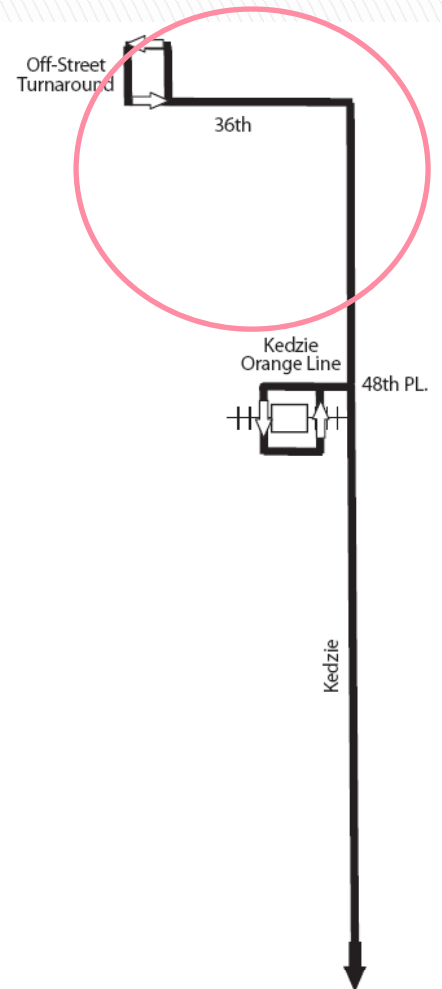 Off-Street
Turnaround
36th
Kedzie
Orange Line
48th PL.
Kedzie